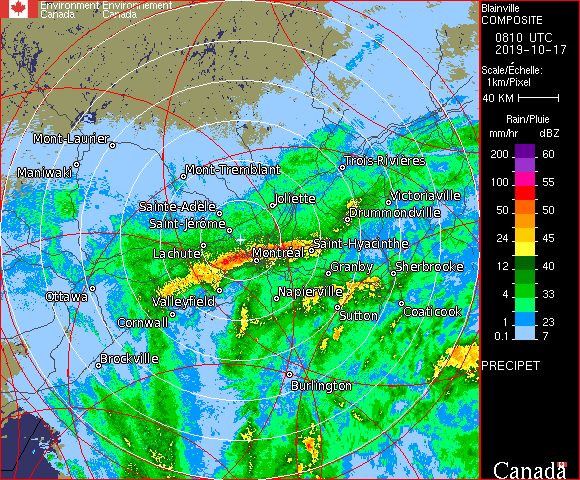 Environment Environnement
Canada Canada
Blainville
COMPOSITE
0810 UTC
2019-10-17
Scale/Échelle:
1km/Pixel
40 KM
Rain/Pluie
mm/hr dBZ
200 60
100 55
50 50
24 45
12 40
4 33
1 23
0.1 7
PRECIPET
Mont-Laurier
Maniwaki
Mont-Tremblant
Trois-Rivières
Sainte-Adèle
Joliette
Victoriaville
Saint-Jérôme
Drummondville
Lachute
Montréal
Saint-Hyacinthe
Granby
Sherbrooke
Ottawa
Valleyfield
Napierville
Cornwall
Sutton
Coaticook
Brockville
Burlington
Canada